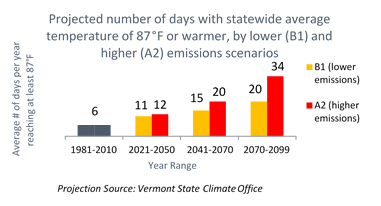 Projected number of days with statewide average
temperature of 87°F or warmer, by lower (B1) and
higher (A2) emissions scenarios
Average # of days per year
reaching at least 87°F
6
11
12
15
20
20
34
1981-2010
2021-2050
2041-2070
2070-2099
Year Range
B1 (lower
emissions)
A2 (higher
emissions)
Projection Source: Vermont State Climate Office